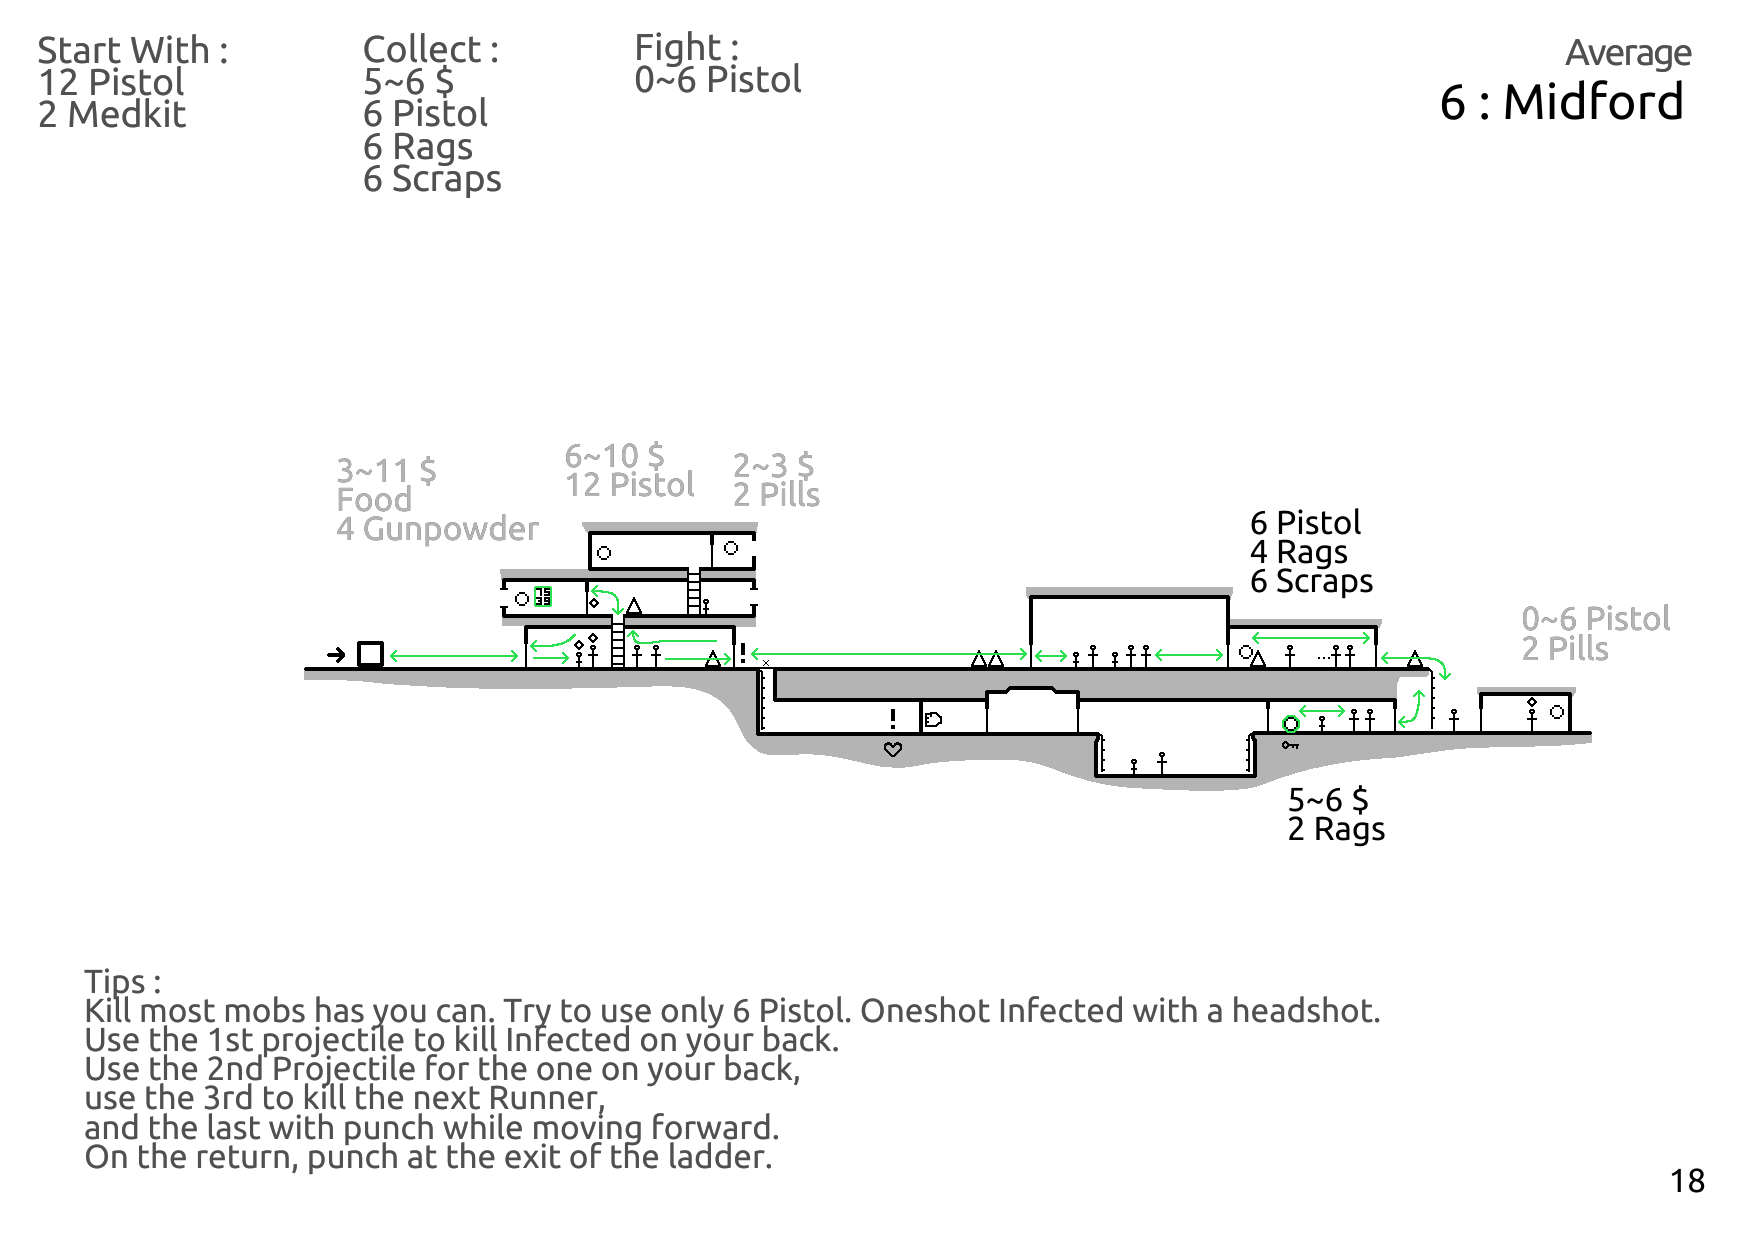 Start With :
12 Pistol
2 Medkit
Collect :
5~6 $
6 Pistol
6 Rags
6 Scraps
Fight :
0~6 Pistol
Average
6 : Midford
3~11 $
Food
4 Gunpowder
6~10 $
12 Pistol
2~3 $
2 Pills
6 Pistol
4 Rags
6 Scraps
0~6 Pistol
2 Pills
75
39
!
...
!
5~6 $
2 Rags
Tips :
Kill most mobs has you can. Try to use only 6 Pistol. Oneshot Infected with a headshot.
Use the 1st projectile to kill Infected on your back.
Use the 2nd Projectile for the one on your back,
use the 3rd to kill the next Runner,
and the last with punch while moving forward.
On the return, punch at the exit of the ladder.
18